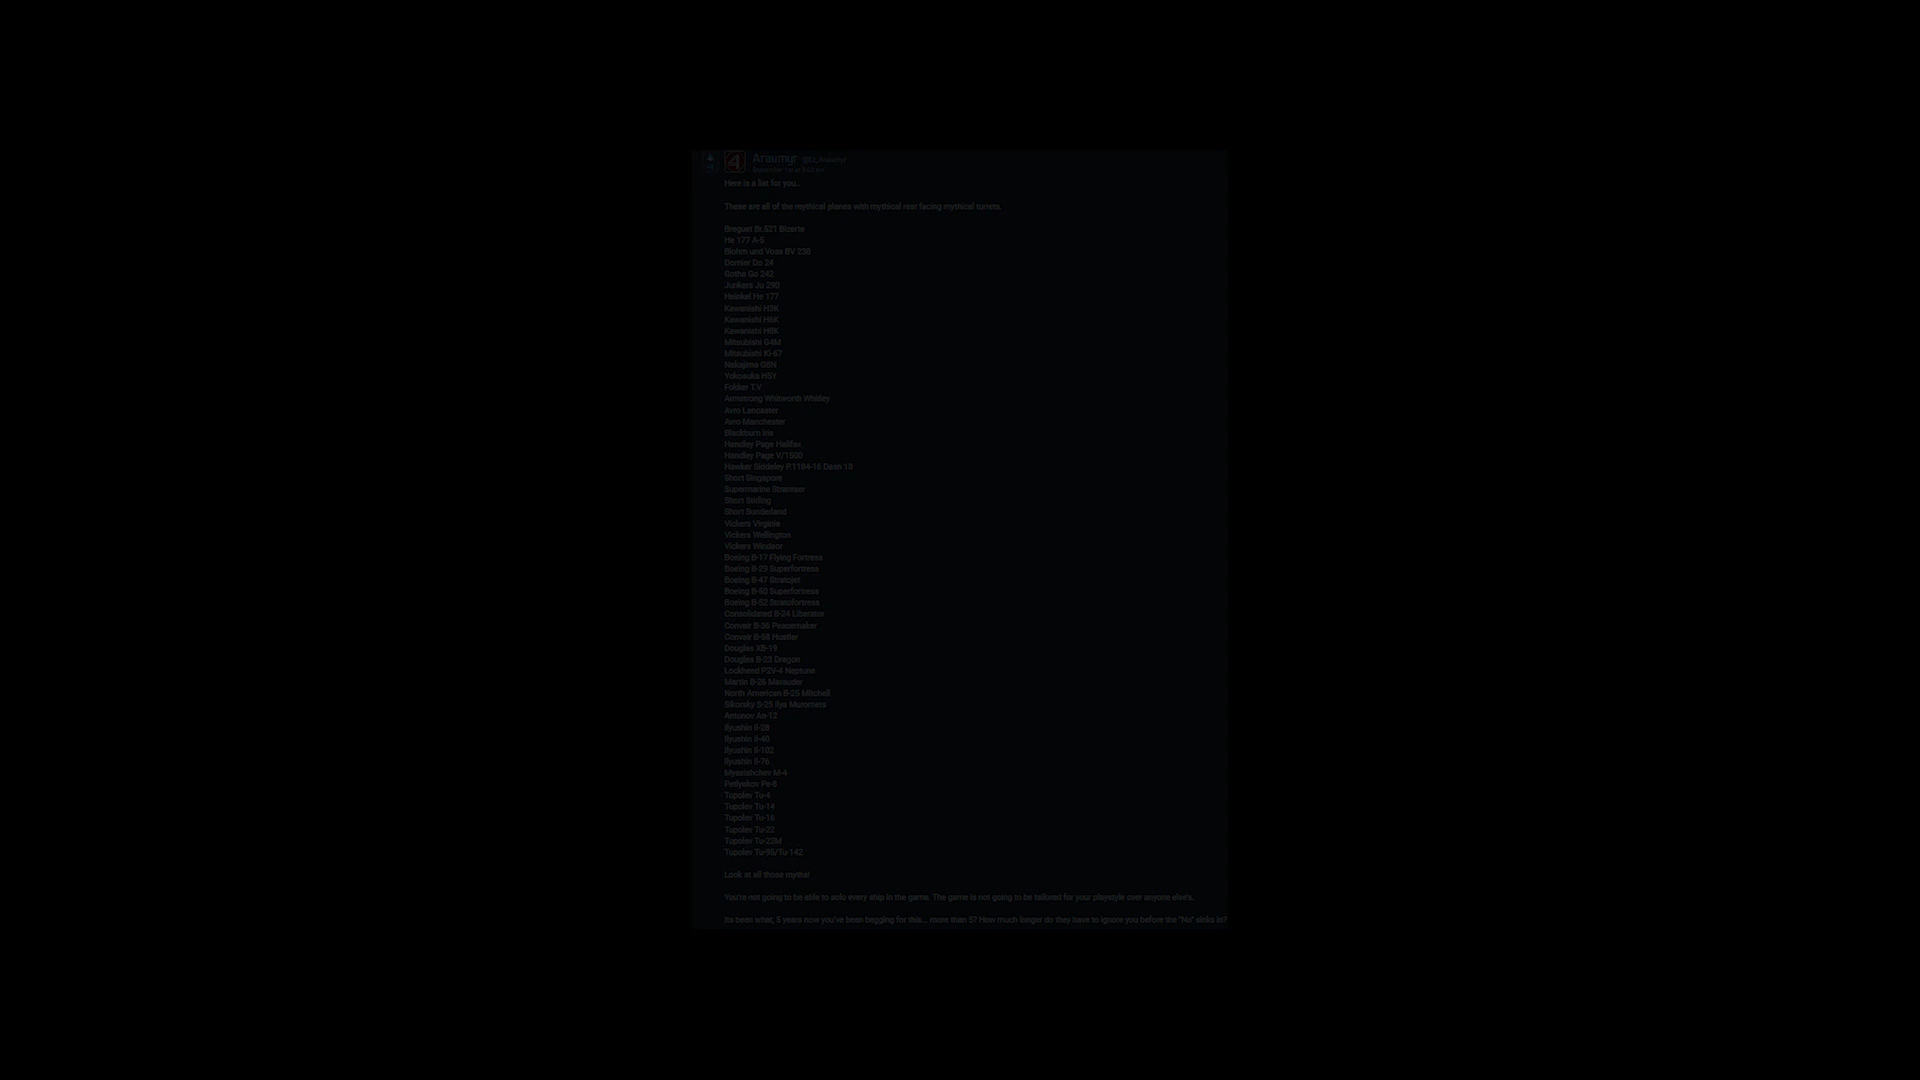 Araumyr
Here is a list for you..
These are all of the mythical planes with mythical rear facing mythical turrets.
Breguet Br.521 Bizerte
He 177 A-5
Blohm und Voss BV 238
Dornier Do 24
Gotha Go 242
Junkers Ju 290
Heinkel He 177
Kawanishi H3K
Kawanishi H6K
Kawanishi H8K
Mitsubishi G4M
Mitsubishi Ki-67
Nakajima G8N
Yokosuka H5Y
Fokker T.V
Armstrong Whitworth Whitley
Avro Lancaster
Avro Manchester
Blackburn Iris
Handley Page Halifax,
Handley Page V/1500
Hawker Siddeley P.1184-16 Dash 18
Short Singapore
Supermarine Stranraer
Short Stirling
Short Sunderland
Vickers Virginia
Vickers Wellington
Vickers Windsor
Boeing B-17 Flying Fortress
Boeing B-29 Superfortress
Boeing B-47 Stratojet
Boeing B-50 Superfortress
Boeing B-52 Stratofortress
Consolidated B-24 Liberator
Convair B-36 Peacemaker
Convair B-58 Hustler
Douglas XB-19
Douglas B-23 Dragon
Lockheed P2V-4 Neptune
Martin B-26 Marauder
North American B-25 Mitchell
Sikorsky S-25 Ilya Muromets
Antonov An-12
Ilyushin Il-28
Ilyushin Il-40
Ilyushin Il-102
Ilyushin Il-76
Myasishchev M-4
Petlyakov Pe-8
Tupolev Tu-4
Tupolev Tu-14
Tupolev Tu-16
Tupolev Tu-22
Tupolev Tu-22M
Tupolev Tu-95/Tu-142
Look at all those myths!
You're not going to be able to solo every ship in the game. The game is not going to be tailored for your playstyle over anyone else's.
Its been what, 5 years now you've been begging for this... more than 5? How much longer do they have to ignore you before the "No" sinks in?